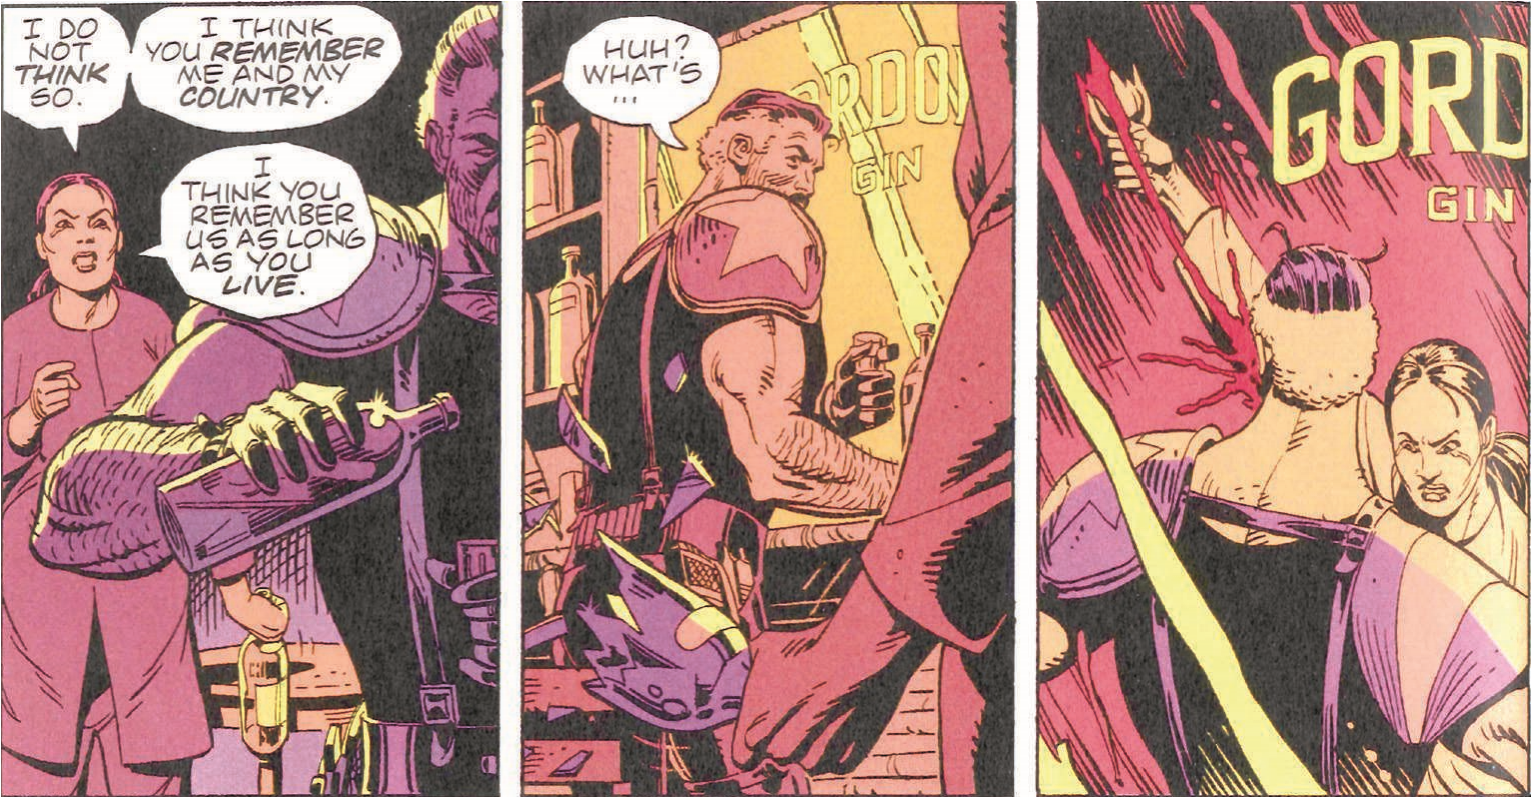 I DO
NOT
THINK
SO.
I THINK
YOU REMEMBER
ME AND MY
COUNTRY.
I
THINK YOU
REMEMBER
US AS LONG
AS YOU
LIVE.
HUH?
WHAT'S
...
ORDON
GIN
GORD
GIN